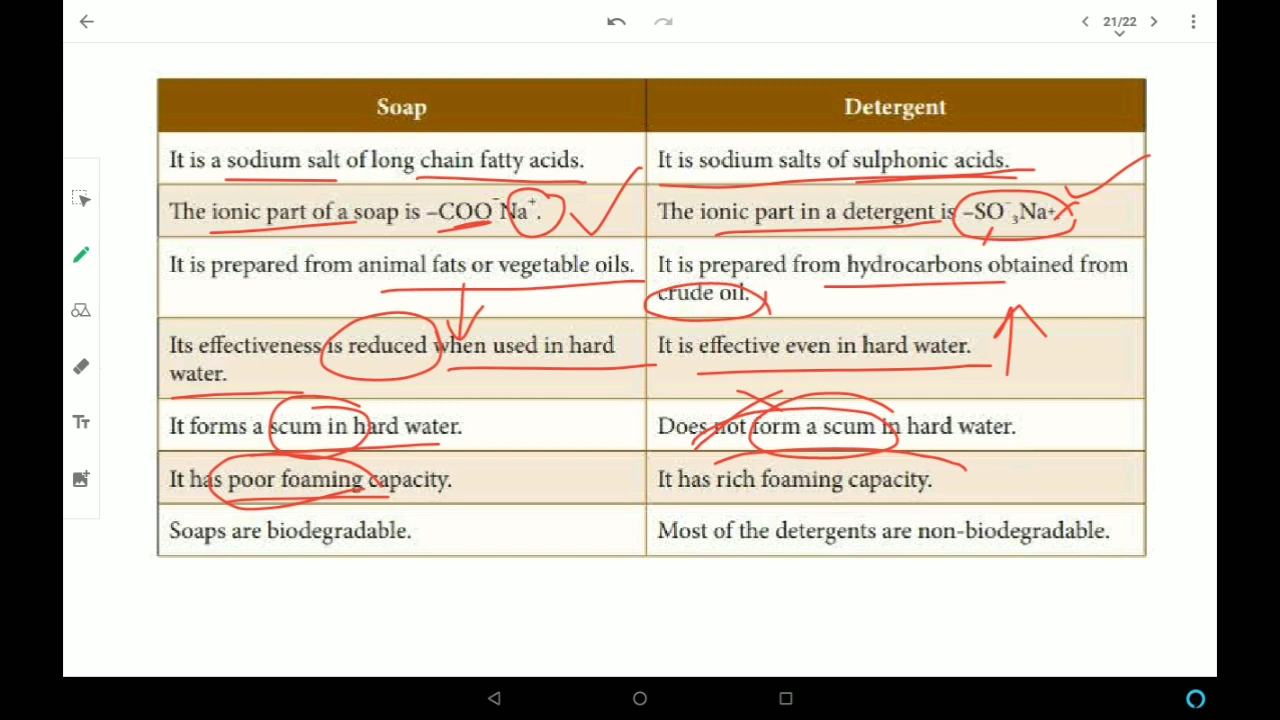 21/22
Soap Detergent
It is a sodium salt of long chain fatty acids. It is sodium salts of sulphonic acids.
The ionic part of a soap is –COO⁻Na⁺. The ionic part in a detergent is –SO⁻₃Na+
It is prepared from animal fats or vegetable oils. It is prepared from hydrocarbons obtained from
crude oil.
Its effectiveness is reduced when used in hard It is effective even in hard water.
water.
It forms a scum in hard water. Does not form a scum in hard water.
It has poor foaming capacity. It has rich foaming capacity.
Soaps are biodegradable. Most of the detergents are non-biodegradable.
Tт